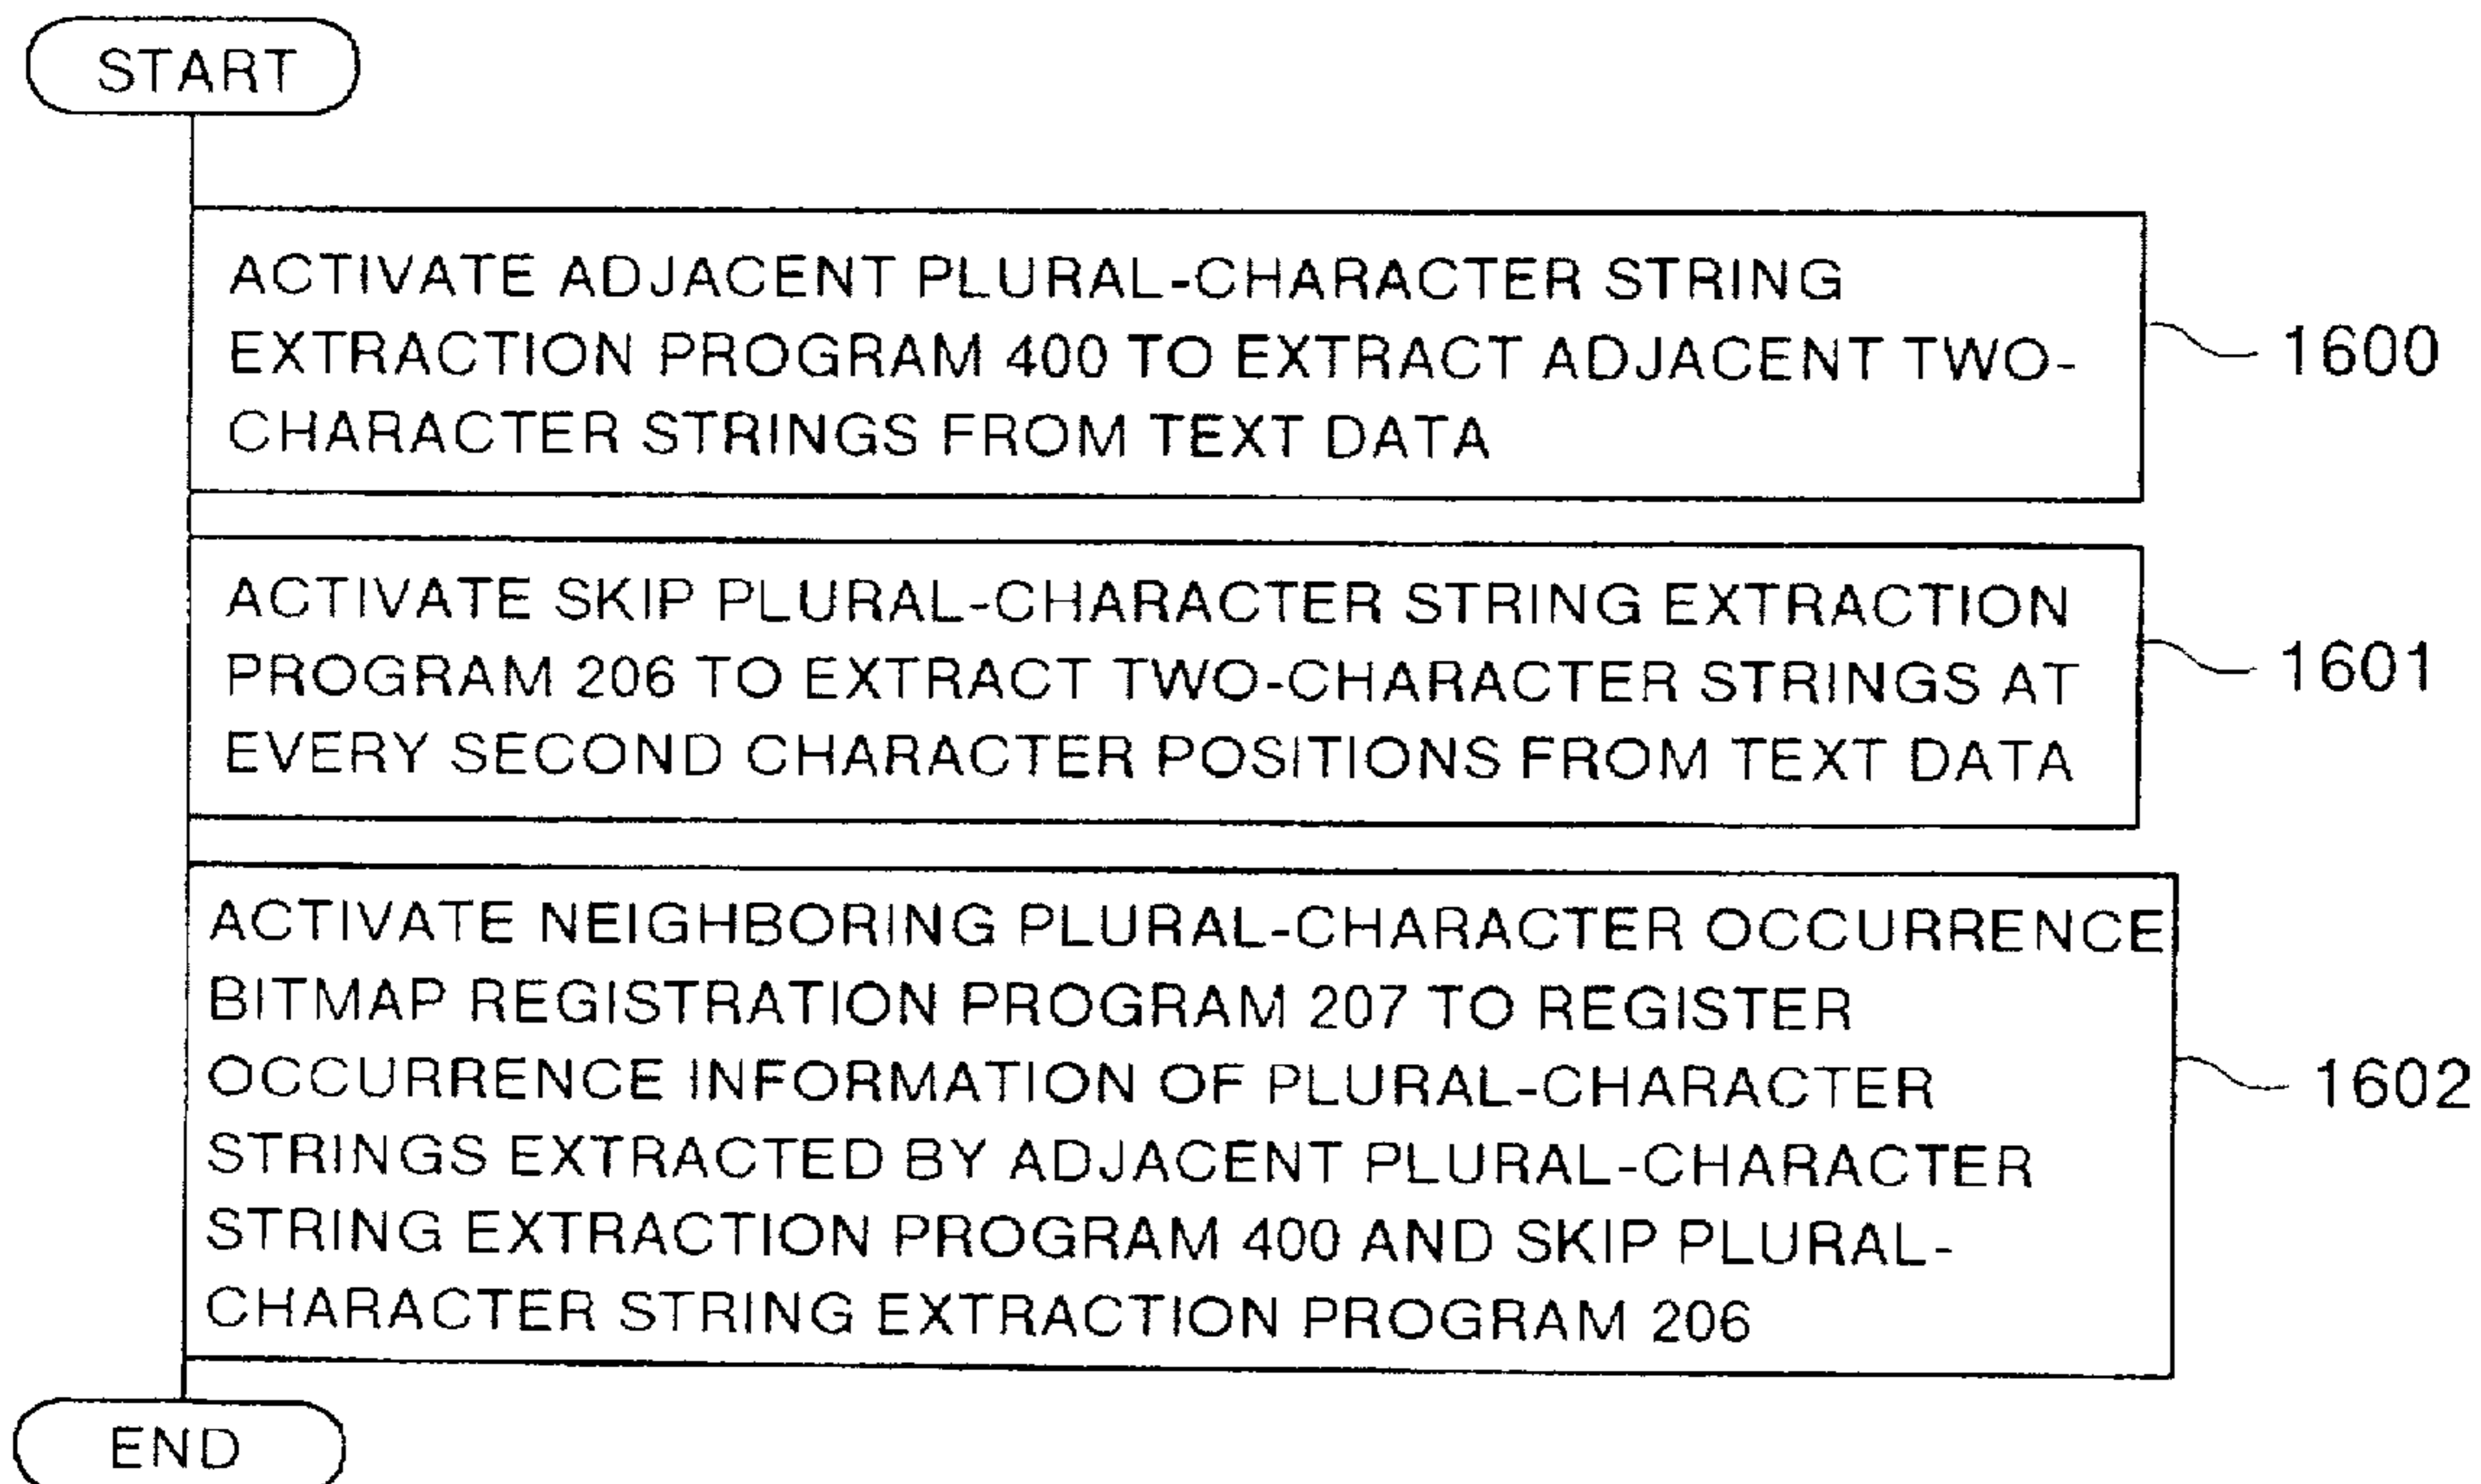 START
ACTIVATE ADJACENT PLURAL-CHARACTER STRING
EXTRACTION PROGRAM 400 TO EXTRACT ADJACENT TWO-
CHARACTER STRINGS FROM TEXT DATA
1600
ACTIVATE SKIP PLURAL-CHARACTER STRING EXTRACTION
PROGRAM 206 TO EXTRACT TWO-CHARACTER STRINGS AT
EVERY SECOND CHARACTER POSITIONS FROM TEXT DATA
1601
ACTIVATE NEIGHBORING PLURAL-CHARACTER OCCURRENCE
BITMAP REGISTRATION PROGRAM 207 TO REGISTER
OCCURRENCE INFORMATION OF PLURAL-CHARACTER
STRINGS EXTRACTED BY ADJACENT PLURAL-CHARACTER
STRING EXTRACTION PROGRAM 400 AND SKIP PLURAL-
CHARACTER STRING EXTRACTION PROGRAM 206
1602
END